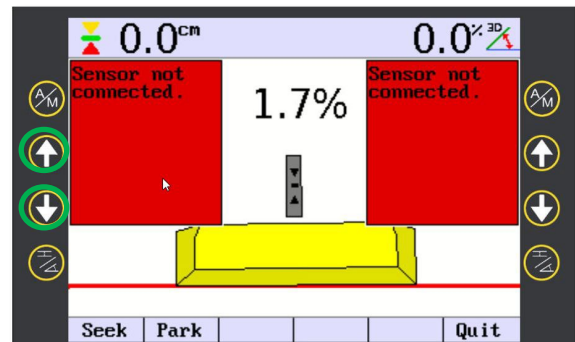 0.0cm
0.0% 3D
Sensor not
connected.
1.7%
Sensor not
connected.
A/M
A/M
H/∡
H/∡
Seek Park Quit